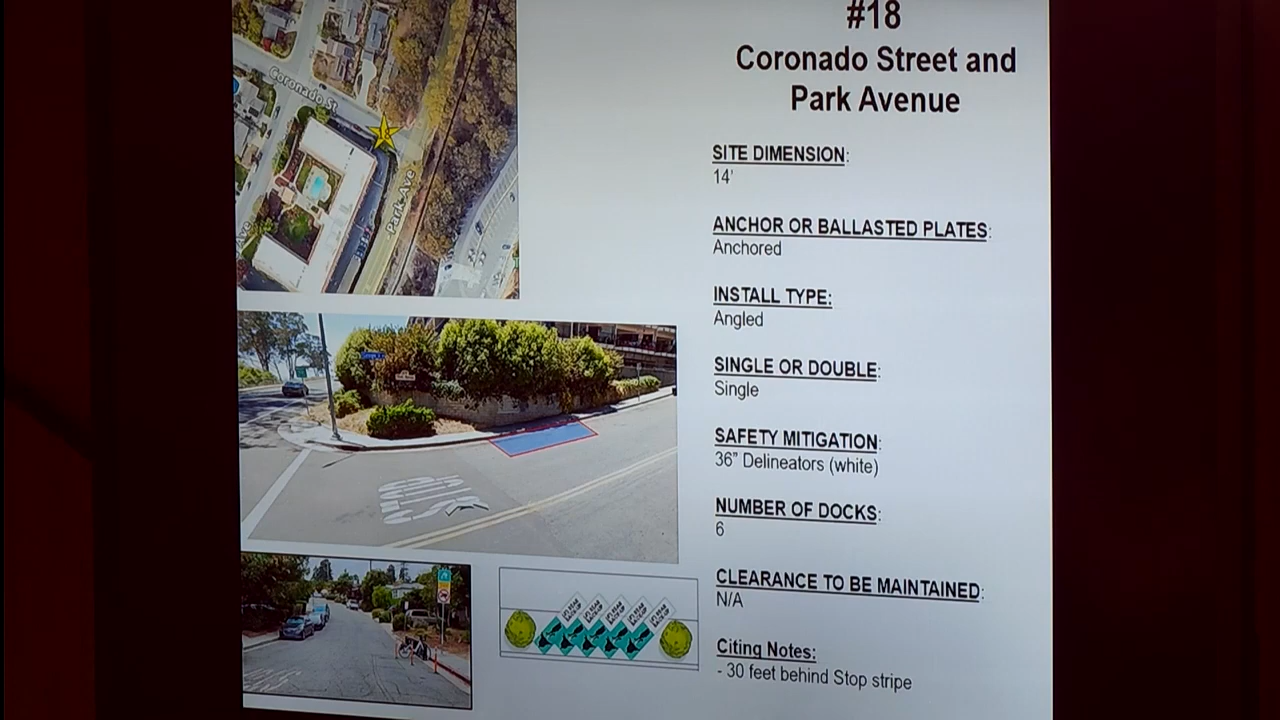 #18
Coronado Street and
Park Avenue
SITE DIMENSION:
14'
ANCHOR OR BALLASTED PLATES:
Anchored
INSTALL TYPE:
Angled
SINGLE OR DOUBLE:
Single
SAFETY MITIGATION:
36” Delineators (white)
NUMBER OF DOCKS:
6
CLEARANCE TO BE MAINTAINED:
N/A
Citing Notes:
- 30 feet behind Stop stripe
Coronado St
18
Park Ave
Ave
STOP